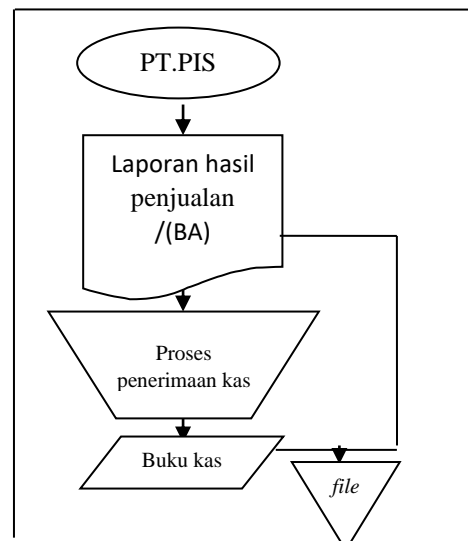 PT.PIS
Laporan hasil
penjualan
/(BA)
Proses
penerimaan kas
Buku kas
file